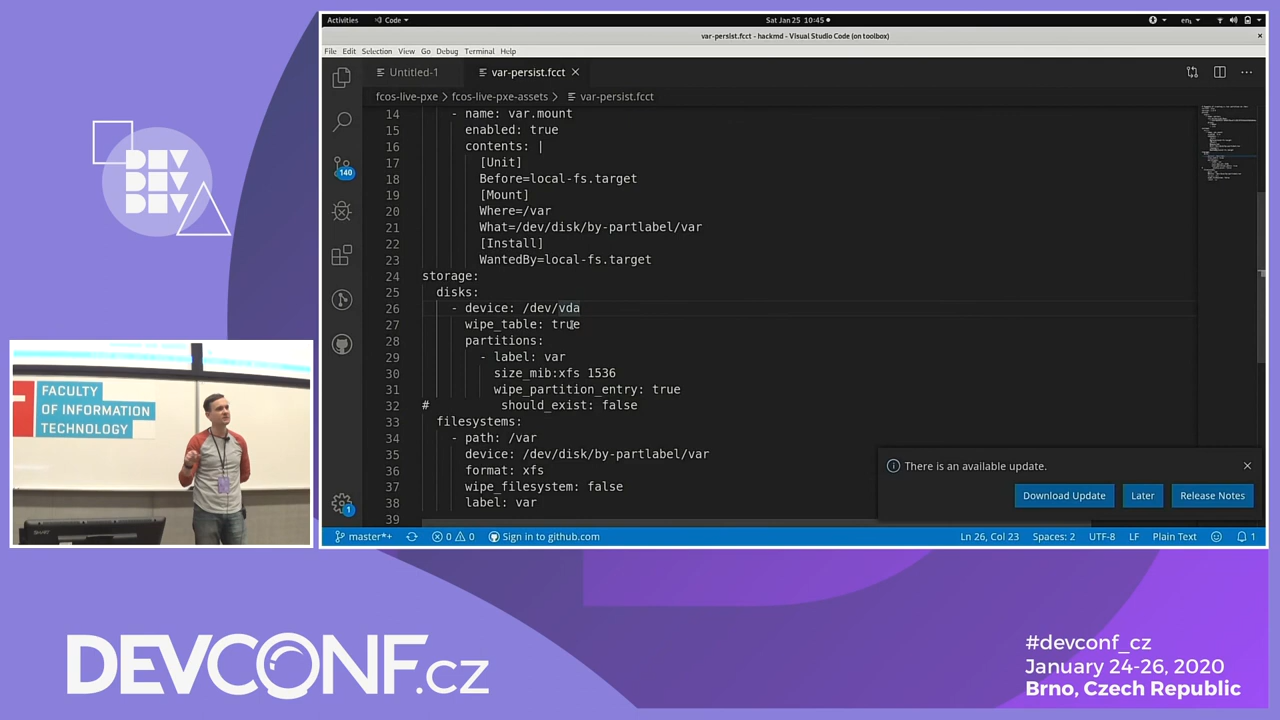 Activities Code Sat Jan 25 10:45 en
var-persist.fcct - hackmd - Visual Studio Code (on toolbox)
File Edit Selection View Go Debug Terminal Help
Untitled-1 var-persist.fcct
fcos-live-pxe > fcos-live-pxe-assets > var-persist.fcct
14 - name: var.mount
15 enabled: true
16 contents: |
17 [Unit]
18 Before=local-fs.target
19 [Mount]
20 Where=/var
21 What=/dev/disk/by-partlabel/var
22 [Install]
23 WantedBy=local-fs.target
24 storage:
25 disks:
26 - device: /dev/vda
27 wipe_table: true
28 partitions:
29 - label: var
30 size_mib:xfs 1536
31 wipe_partition_entry: true
32 # should_exist: false
33 filesystems:
34 - path: /var
35 device: /dev/disk/by-partlabel/var
36 format: xfs
37 wipe_filesystem: false
38 label: var
39
140
1
There is an available update.
Download Update Later Release Notes
master*+ 0 0 Sign in to github.com Ln 26, Col 23 Spaces: 2 UTF-8 LF Plain Text 1
DEV
DEV
DEV
FACULTY
OF INFORMATION
TECHNOLOGY
DEVCONF.cz
#devconf_cz
January 24-26, 2020
Brno, Czech Republic